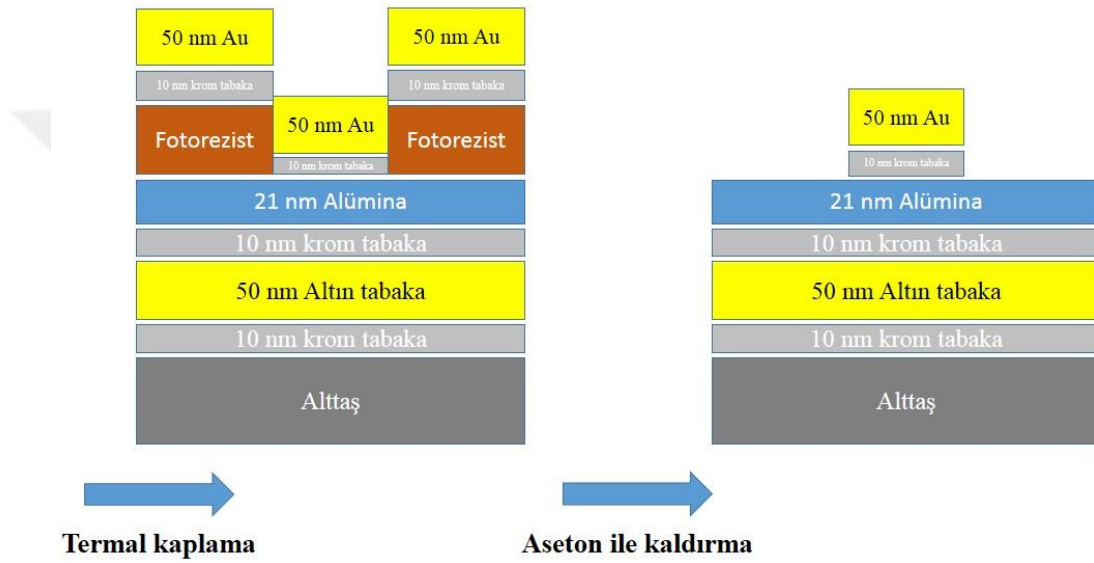 50 nm Au
10 nm krom tabaka
Fotorezist
50 nm Au
10 nm krom tabaka
50 nm Au
10 nm krom tabaka
Fotorezist
21 nm Alümina
10 nm krom tabaka
50 nm Altın tabaka
10 nm krom tabaka
Alttaş
Termal kaplama
50 nm Au
10 nm krom tabaka
21 nm Alümina
10 nm krom tabaka
50 nm Altın tabaka
10 nm krom tabaka
Alttaş
Aseton ile kaldırma